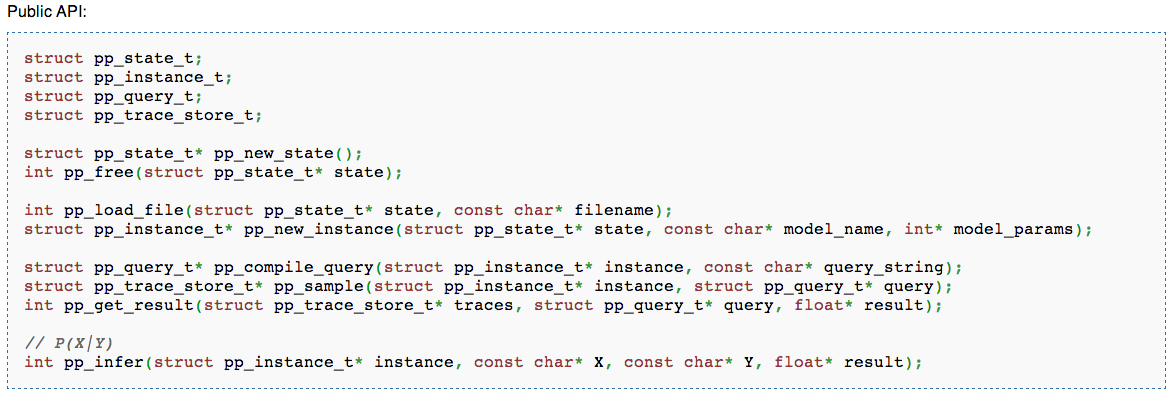 Public API:
struct pp_state_t;
struct pp_instance_t;
struct pp_query_t;
struct pp_trace_store_t;
struct pp_state_t* pp_new_state();
int pp_free(struct pp_state_t* state);
int pp_load_file(struct pp_state_t* state, const char* filename);
struct pp_instance_t* pp_new_instance(struct pp_state_t* state, const char* model_name, int* model_params);
struct pp_query_t* pp_compile_query(struct pp_instance_t* instance, const char* query_string);
struct pp_trace_store_t* pp_sample(struct pp_instance_t* instance, struct pp_query_t* query);
int pp_get_result(struct pp_trace_store_t* traces, struct pp_query_t* query, float* result);
// P(X|Y)
int pp_infer(struct pp_instance_t* instance, const char* X, const char* Y, float* result);